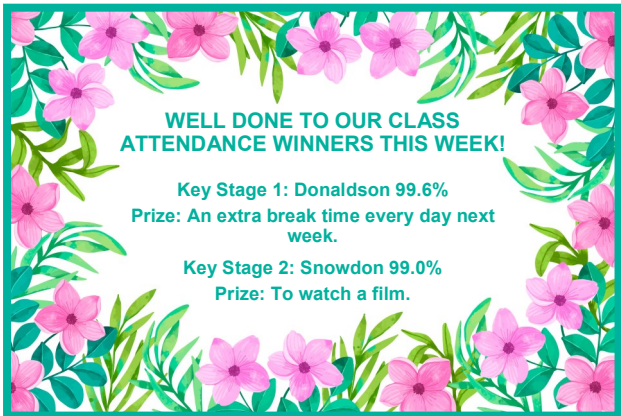 WELL DONE TO OUR CLASS
ATTENDANCE WINNERS THIS WEEK!
Key Stage 1: Donaldson 99.6%
Prize: An extra break time every day next
week.
Key Stage 2: Snowdon 99.0%
Prize: To watch a film.